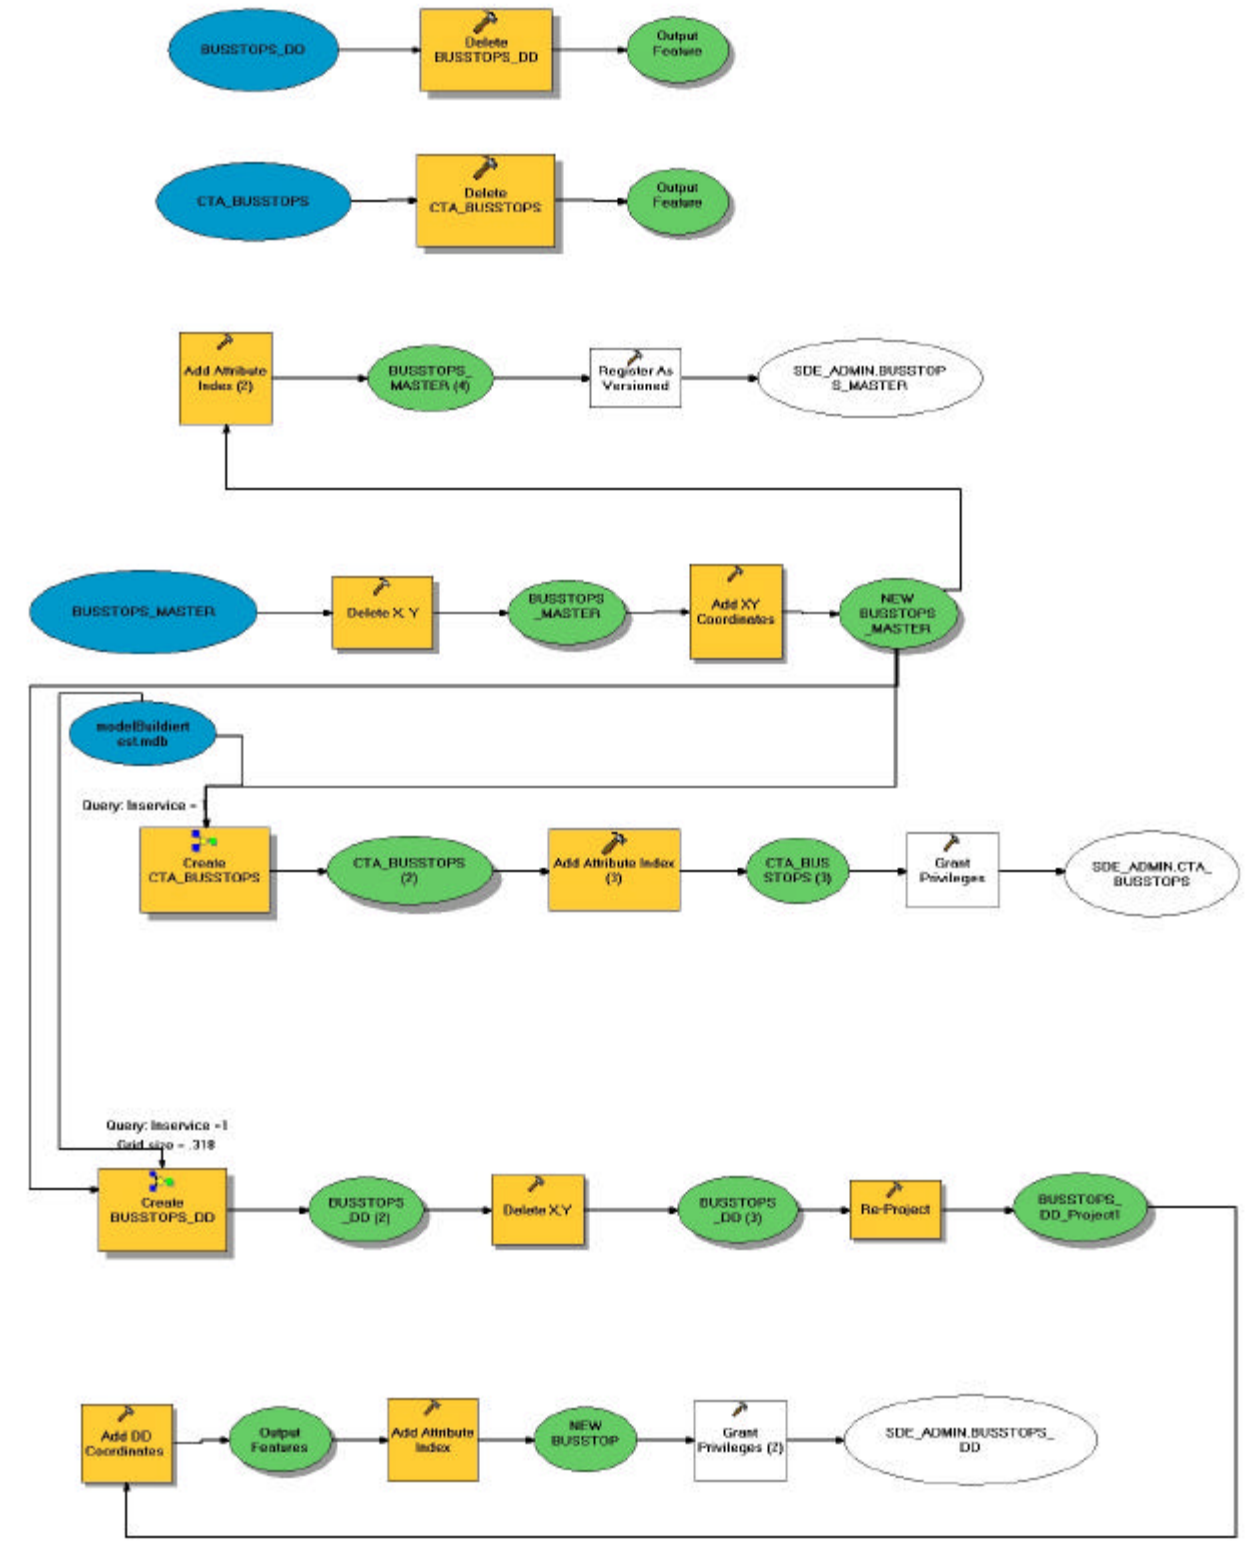 BUSSTOPS_DD
Delete
BUSSTOPS_DD
Output
Feature
CTA_BUSSTOPS
Delete
CTA_BUSSTOPS
Output
Feature
Add Attribute
Index (2)
BUSSTOPS_
MASTER (4)
Register As
Versioned
SDE_ADMIN.BUSSTOP
S_MASTER
BUSSTOPS_MASTER
Delete X, Y
BUSSTOPS
_MASTER
Add XY
Coordinates
NEW
BUSSTOPS
_MASTER
modelBuildiert
est.mdb
Query: Inservice =
Create
CTA_BUSSTOPS
CTA_BUSSTOPS
(2)
Add Attribute Index
(3)
CTA_BUS
STOPS (3)
Grant
Privileges
SDE_ADMIN.CTA_
BUSSTOPS
Query: Inservice =1
Grid size = .318
Create
BUSSTOPS_DD
BUSSTOPS
_DD (2)
Delete X,Y
BUSSTOPS
_DD (3)
Re-Project
BUSSTOPS_
DD_Project1
Add DD
Coordinates
Output
Features
Add Attribute
Index
NEW
BUSSTOP
Grant
Privileges (2)
SDE_ADMIN.BUSSTOPS_
DD